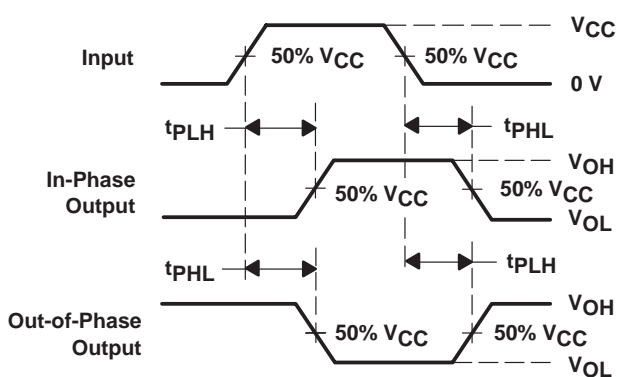 VCC
Input
50% VCC
50% VCC
0 V
tPLH
tPHL
VOH
In-Phase
Output
50% VCC
50% VCC
VOL
tPHL
tPLH
VOH
Out-of-Phase
Output
50% VCC
50% VCC
VOL